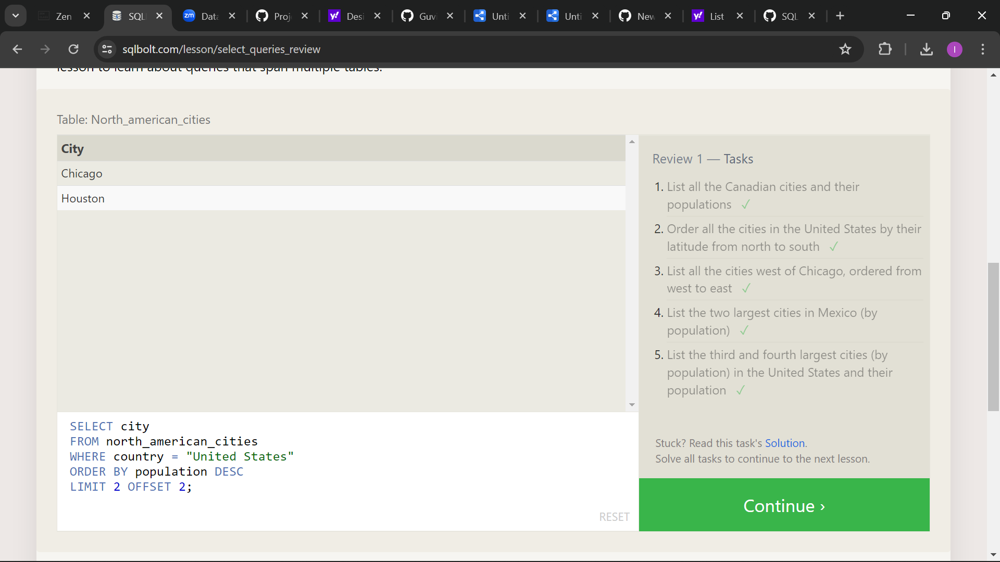 Zen
SQL
zm
Data
Proj
y!
Desi
Guvi
Unti
Unti
New
y!
List
SQL
sqlbolt.com/lesson/select_queries_review
I
lesson to learn about queries that span multiple tables.
Table: North_american_cities
City
Chicago
Houston
SELECT city
FROM north_american_cities
WHERE country = "United States"
ORDER BY population DESC
LIMIT 2 OFFSET 2;
RESET
Review 1 — Tasks
1. List all the Canadian cities and their
populations ✓
2. Order all the cities in the United States by their
latitude from north to south ✓
3. List all the cities west of Chicago, ordered from
west to east ✓
4. List the two largest cities in Mexico (by
population) ✓
5. List the third and fourth largest cities (by
population) in the United States and their
population ✓
Stuck? Read this task's Solution.
Solve all tasks to continue to the next lesson.
Continue ›